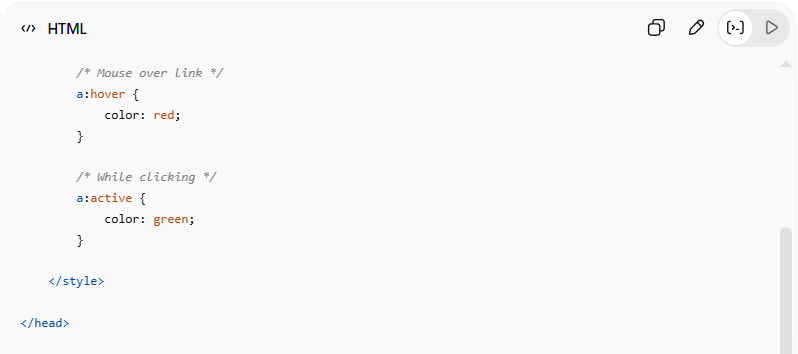 HTML
/* Mouse over link */
a:hover {
color: red;
}
/* While clicking */
a:active {
color: green;
}
</style>
</head>